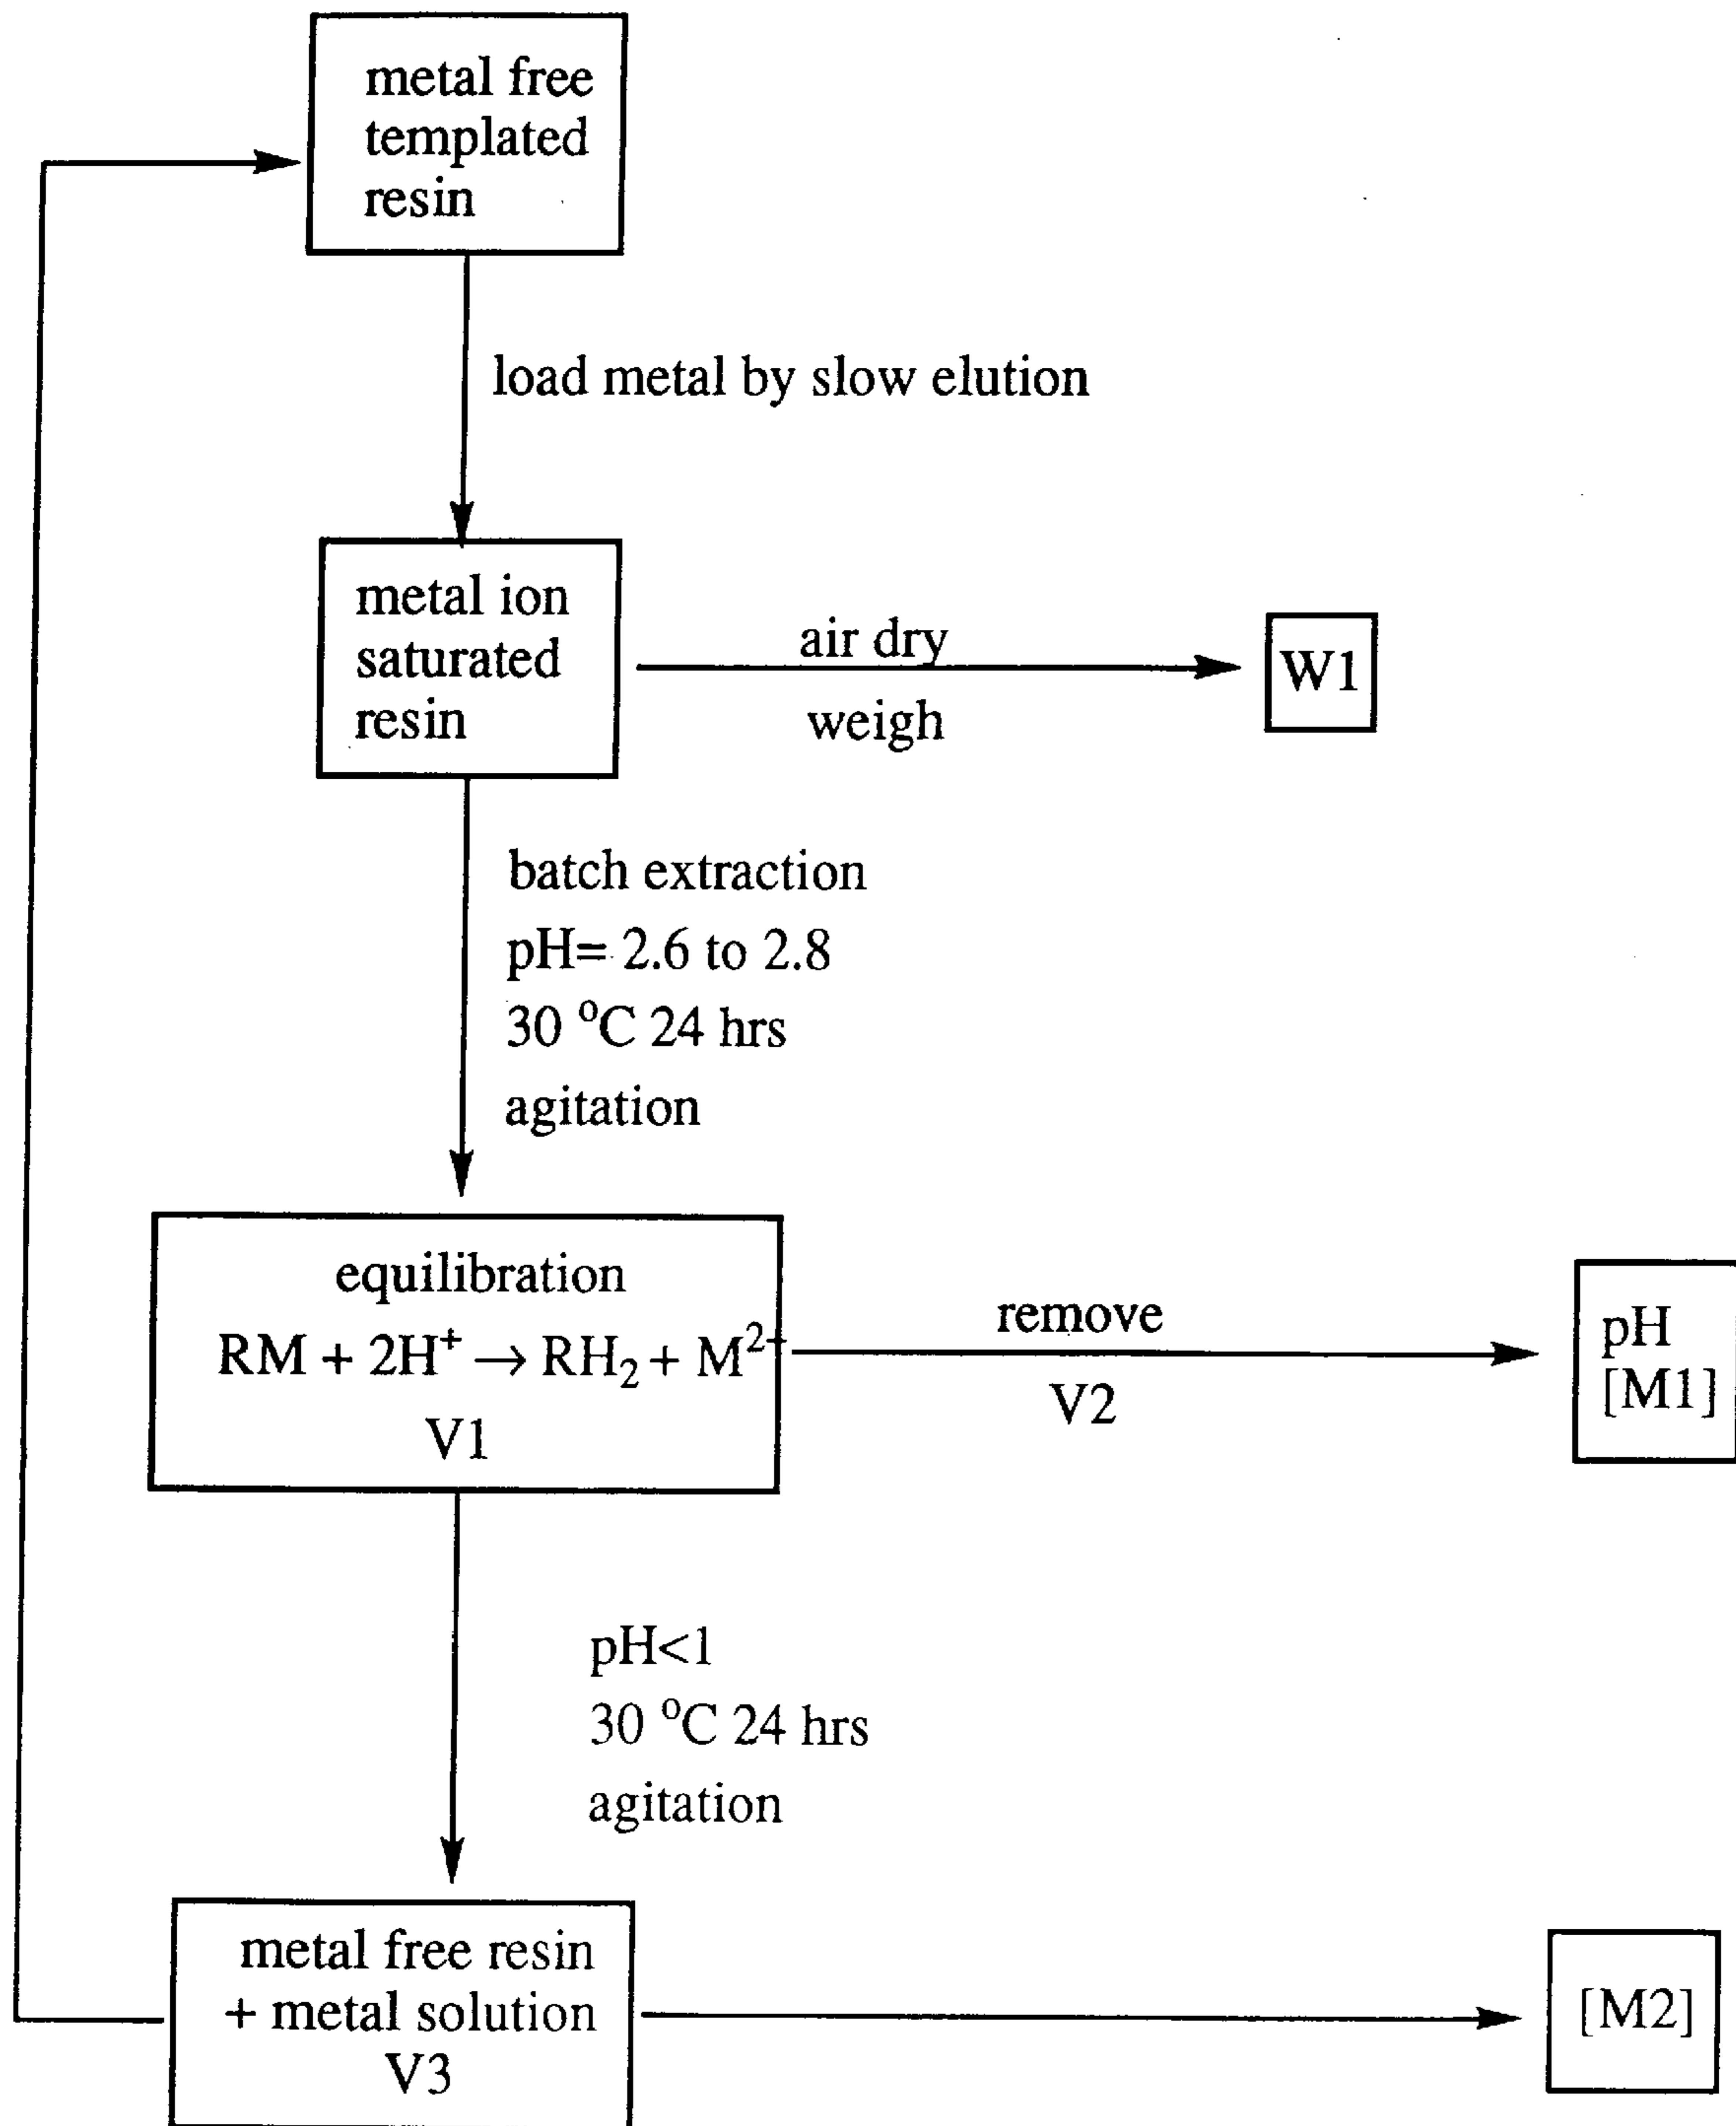 metal free
templated
resin
load metal by slow elution
metal ion
saturated
resin
air dry
weigh
W1
batch extraction
pH= 2.6 to 2.8
30 °C 24 hrs
agitation
equilibration
RM + 2H⁺ → RH₂ + M²⁺
V1
remove
V2
pH
[M1]
pH<1
30 °C 24 hrs
agitation
metal free resin
+ metal solution
V3
[M2]